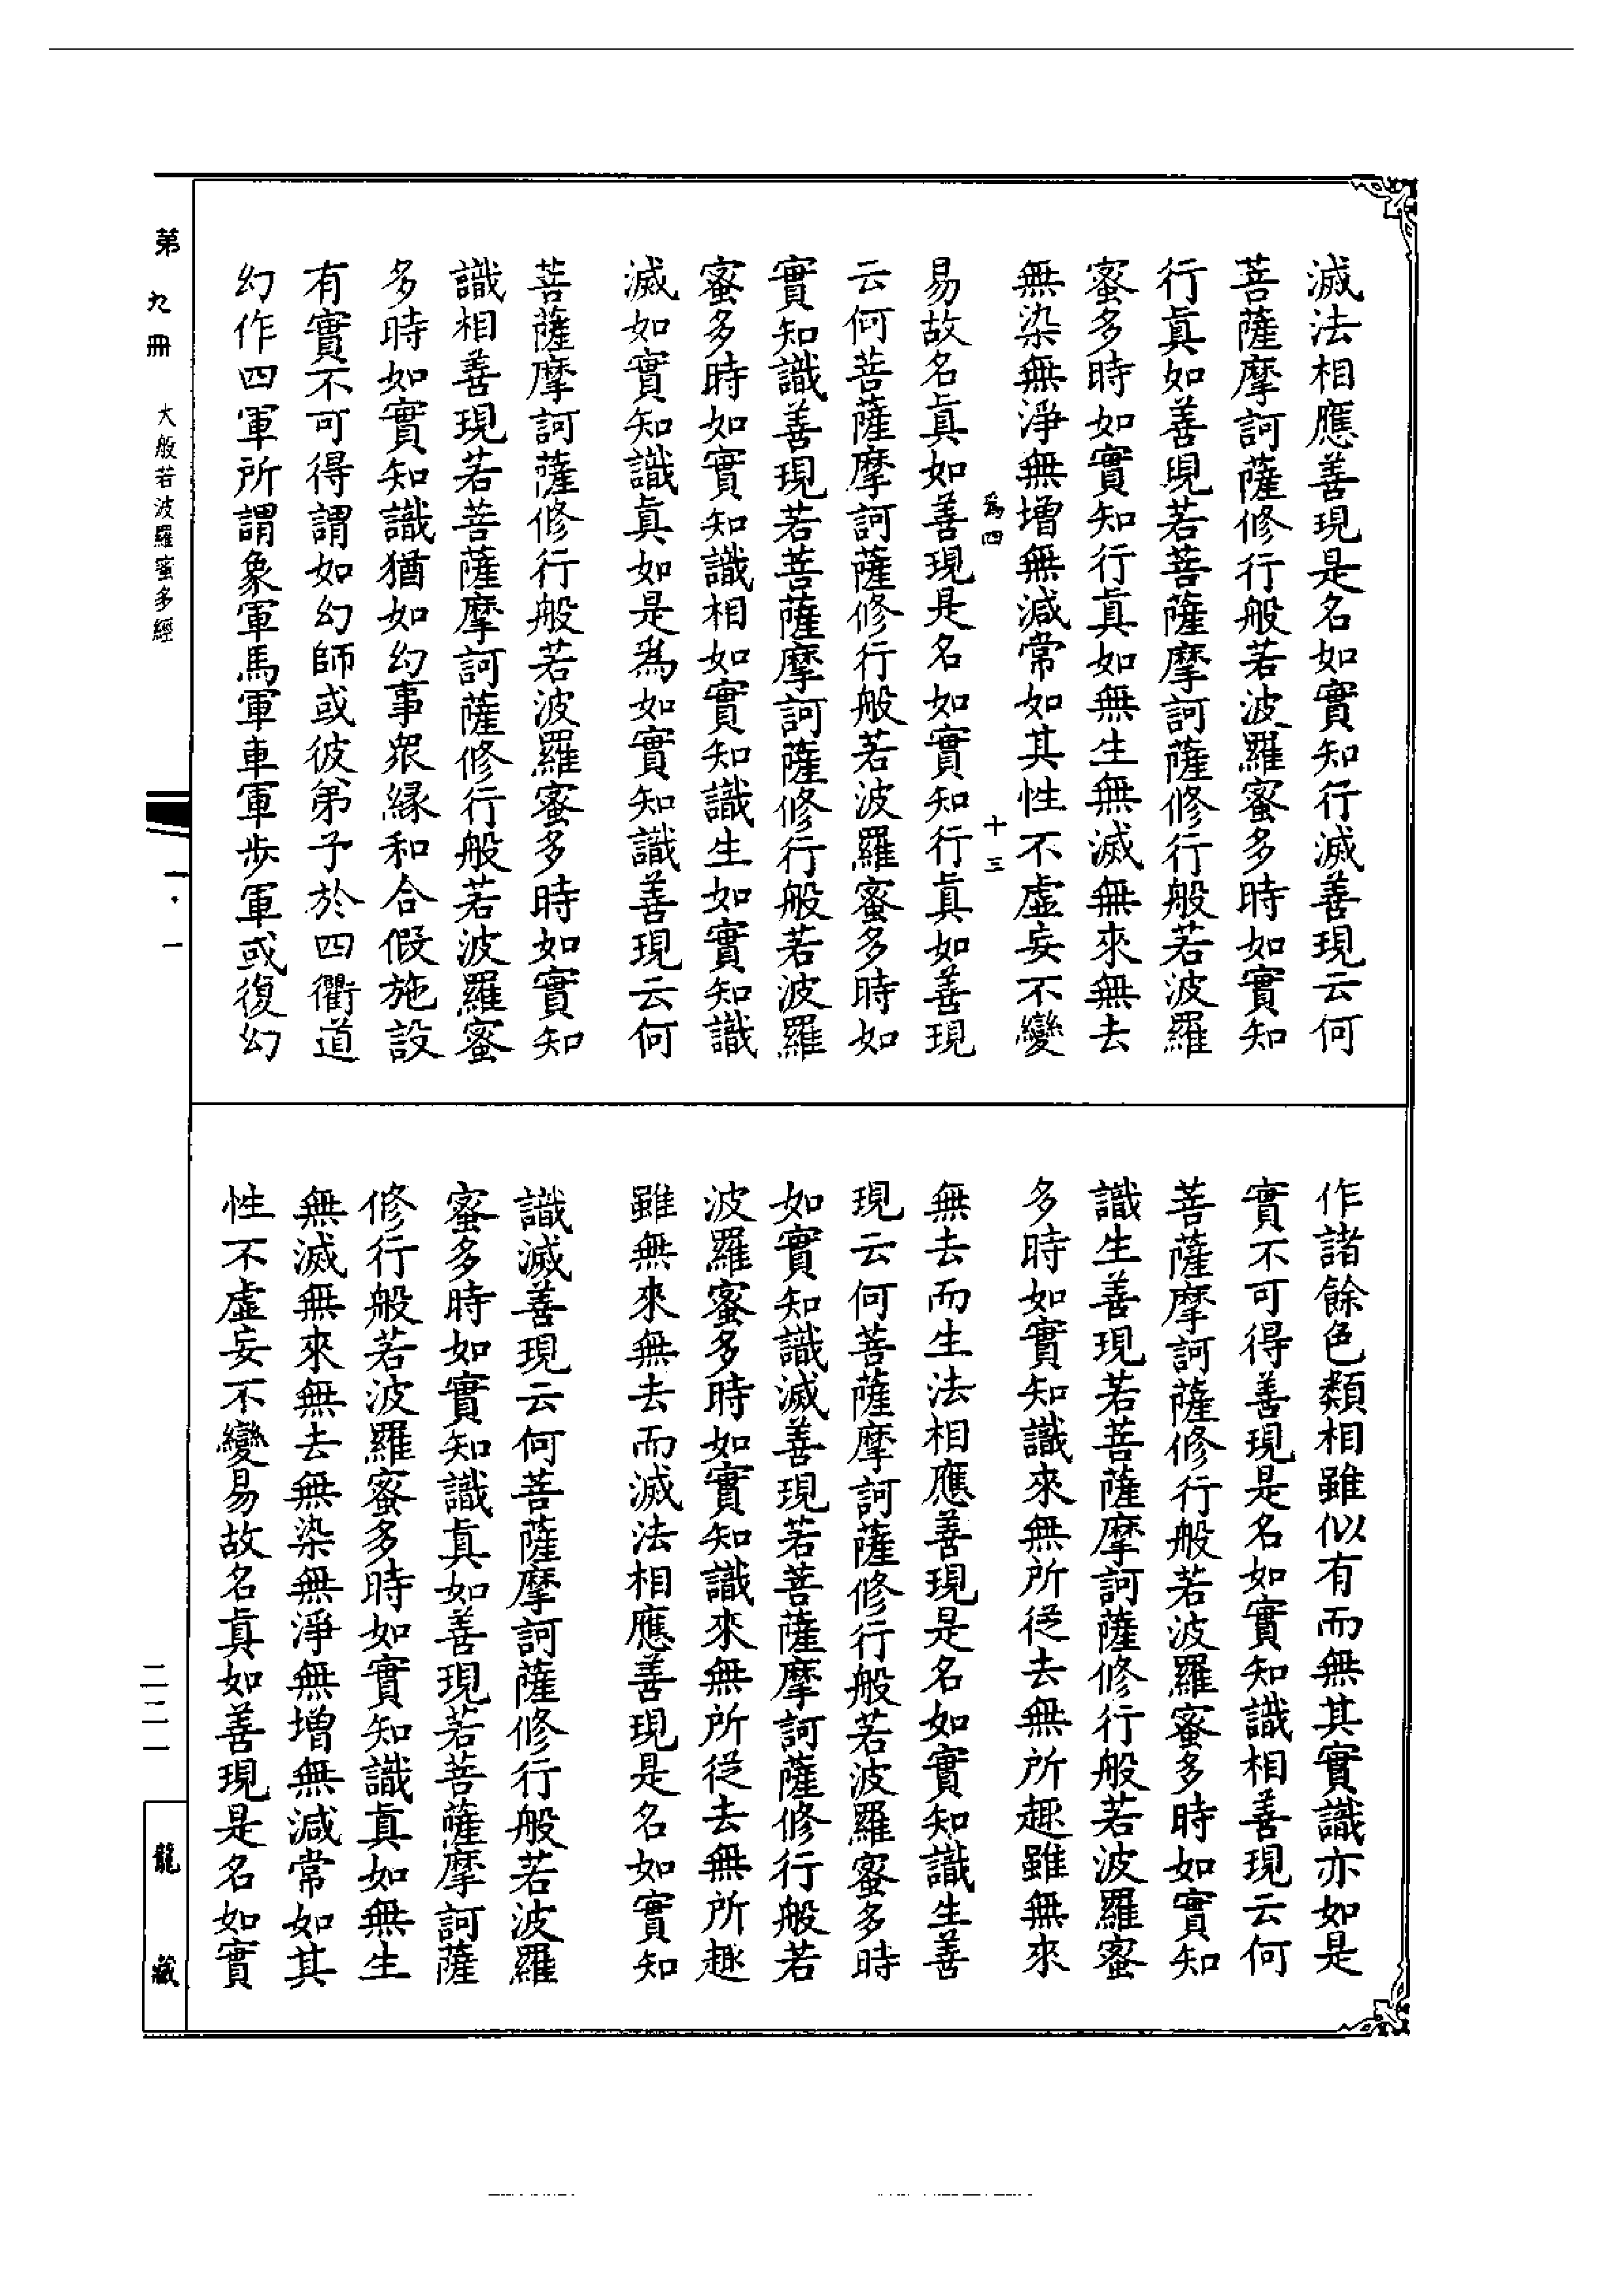 滅法相應善現是名如實知行滅善現云何
菩薩摩訶薩修行般若波羅蜜多時如實知
行真如善現若菩薩摩訶薩修行般若波羅
蜜多時如實知行真如無生無滅無來無去
無染無淨無增無減常如其性不虛妄不變
為四 十三
易故名真如善現是名如實知行真如善現
云何菩薩摩訶薩修行般若波羅蜜多時如
實知識善現若菩薩摩訶薩修行般若波羅
蜜多時如實知識相如實知識生如實知識
滅如實知識真如是為如實知識善現云何
菩薩摩訶薩修行般若波羅蜜多時如實知
識相善現若菩薩摩訶薩修行般若波羅蜜
多時如實知識猶如幻事眾緣和合假施設
有實不可得謂如幻師或彼弟子於四衢道
幻作四軍所謂象軍馬軍車軍步軍或復幻
作諸餘色類相雖似有而無其實識亦如是
實不可得善現是名如實知識相善現云何
菩薩摩訶薩修行般若波羅蜜多時如實知
識生善現若菩薩摩訶薩修行般若波羅蜜
多時如實知識來無所從去無所趣雖無來
無去而生法相應善現是名如實知識生善
現云何菩薩摩訶薩修行般若波羅蜜多時
如實知識滅善現若菩薩摩訶薩修行般若
波羅蜜多時如實知識來無所從去無所趣
雖無來無去而滅法相應善現是名如實知
識滅善現云何菩薩摩訶薩修行般若波羅
蜜多時如實知識真如善現若菩薩摩訶薩
修行般若波羅蜜多時如實知識真如無生
無滅無來無去無染無淨無增無減常如其
性不虛妄不變易故名真如善現是名如實
第九冊 大般若波羅蜜多經 一·一 二二一 龍藏